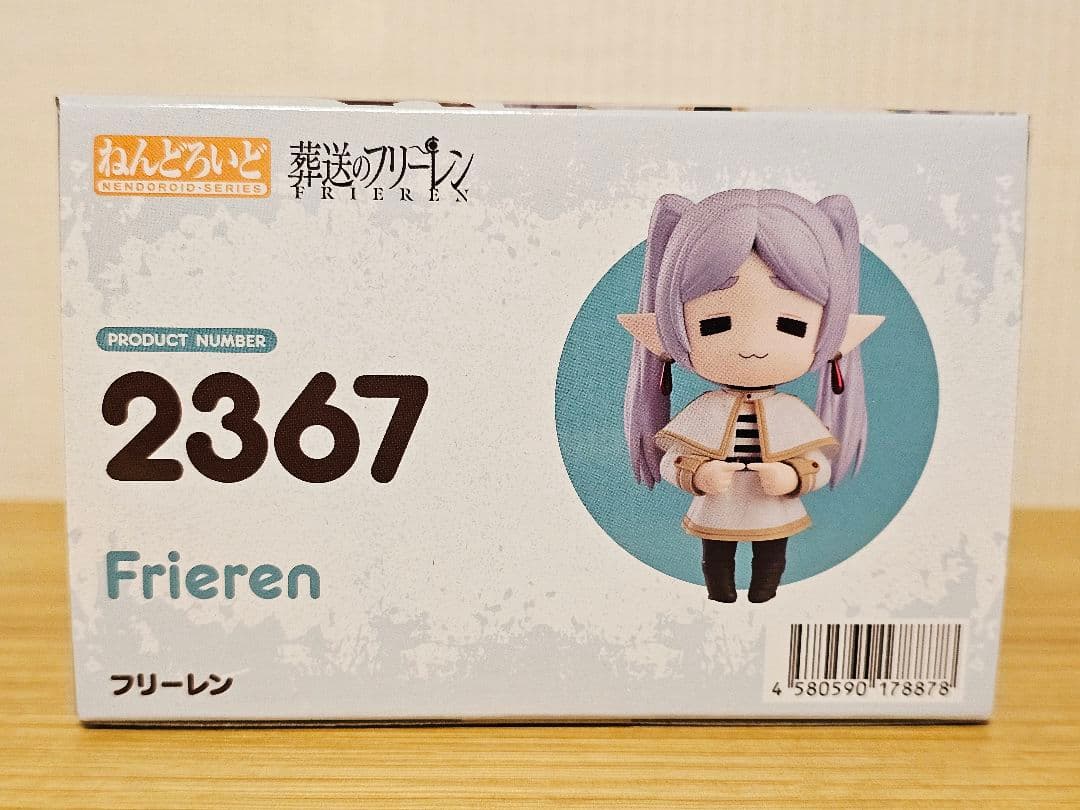 ねんどろいど
NENDOROID·SERIES
葬送のフリーレン
FRIEREN
PRODUCT NUMBER
2367
Frieren
フリーレン
4 580590 178878